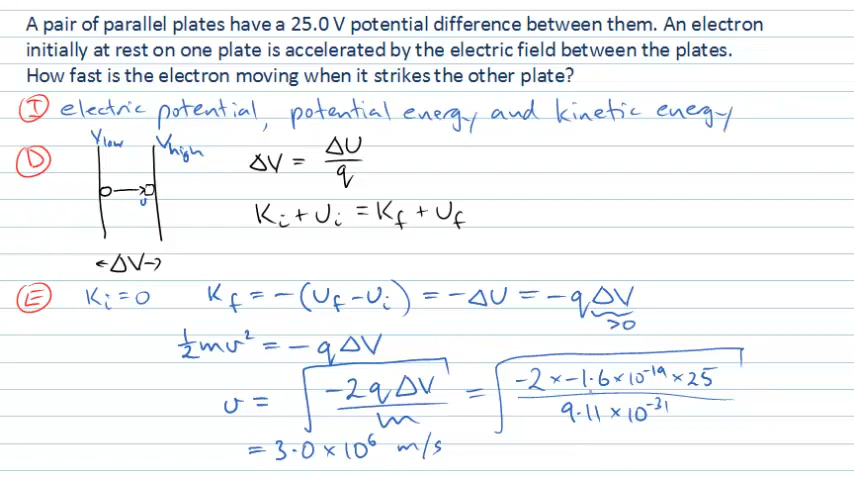 A pair of parallel plates have a 25.0 V potential difference between them. An electron
initially at rest on one plate is accelerated by the electric field between the plates.
How fast is the electron moving when it strikes the other plate?
I electric potential, potential energy and kinetic energy
D
V_low V_high
υ
←ΔV→
ΔV = ΔU/q
K_i + U_i = K_f + U_f
E K_i = 0 K_f = -(U_f - U_i) = -ΔU = -qΔV
>0
½mυ² = -qΔV
υ = √(-2qΔV/m) = √(-2 × -1.6 × 10^-19 × 25/9.11 × 10^-31)
= 3.0 × 10^6 m/s